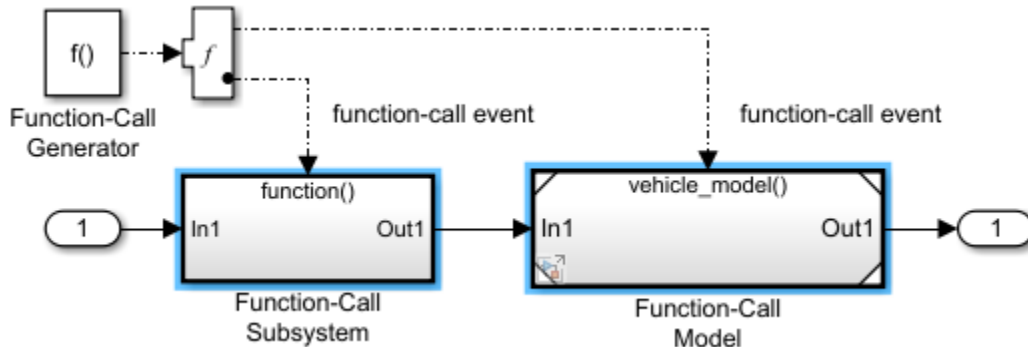 f()
f
Function-Call
Generator
function-call event
function-call event
function()
vehicle_model()
1
In1
Out1
In1
Out1
1
Function-Call
Subsystem
Function-Call
Model